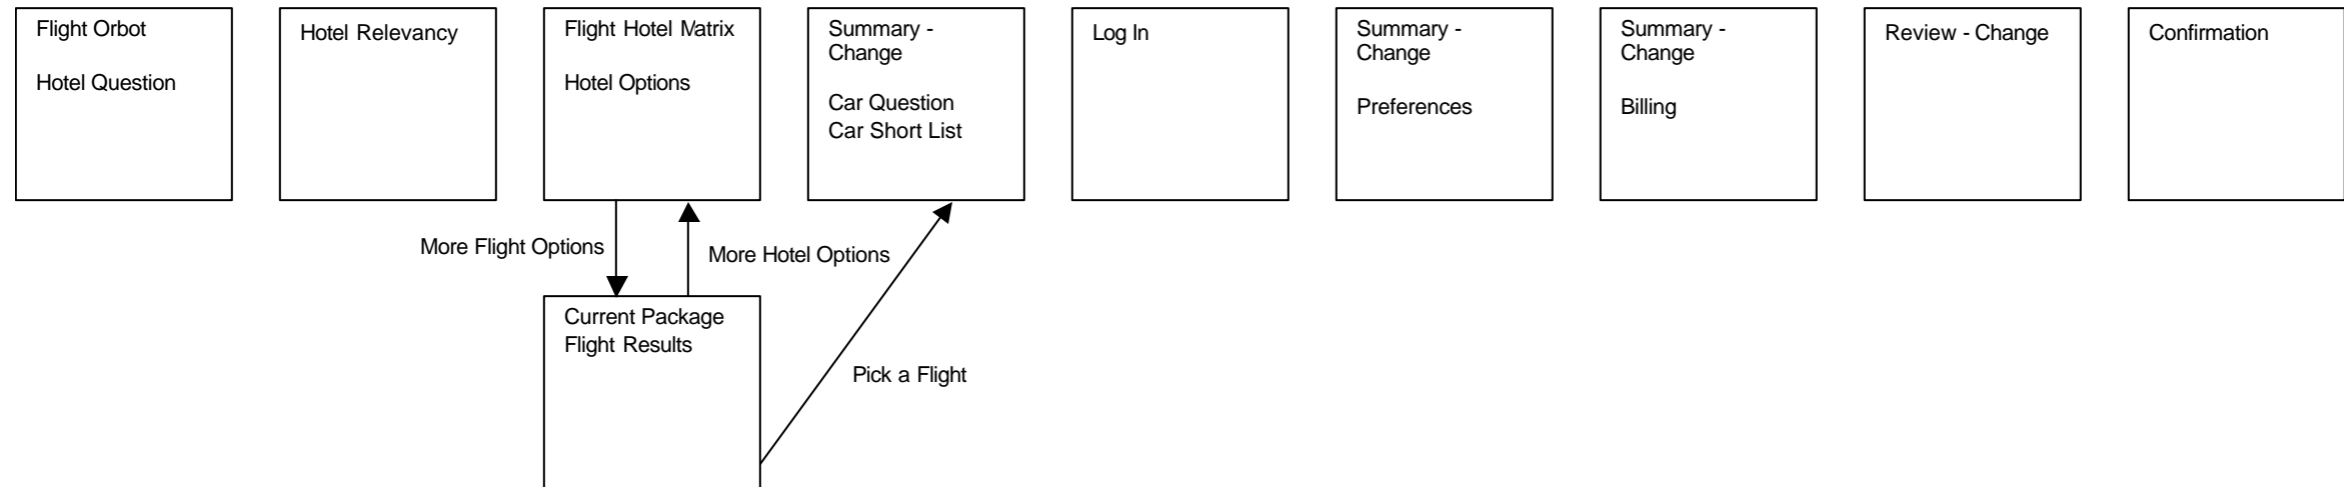 Flight Orbot
Hotel Question
Hotel Relevancy
Flight Hotel Matrix
Hotel Options
Summary -
Change
Car Question
Car Short List
Log In
Summary -
Change
Preferences
Summary -
Change
Billing
Review - Change
Confirmation
More Flight Options
More Hotel Options
Current Package
Flight Results
Pick a Flight